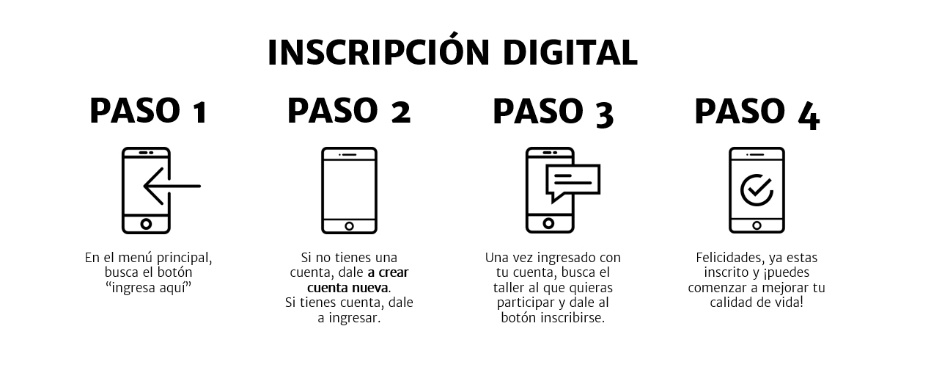 INSCRIPCIÓN DIGITAL
PASO 1
En el menú principal,
busca el botón
“ingresa aquí”
PASO 2
Si no tienes una
cuenta, dale a crear
cuenta nueva.
Si tienes cuenta, dale
a ingresar.
PASO 3
Una vez ingresado con
tu cuenta, busca el
taller al que quieras
participar y dale al
botón inscribirse.
PASO 4
Felicidades, ya estas
inscrito y ¡puedes
comenzar a mejorar tu
calidad de vida!